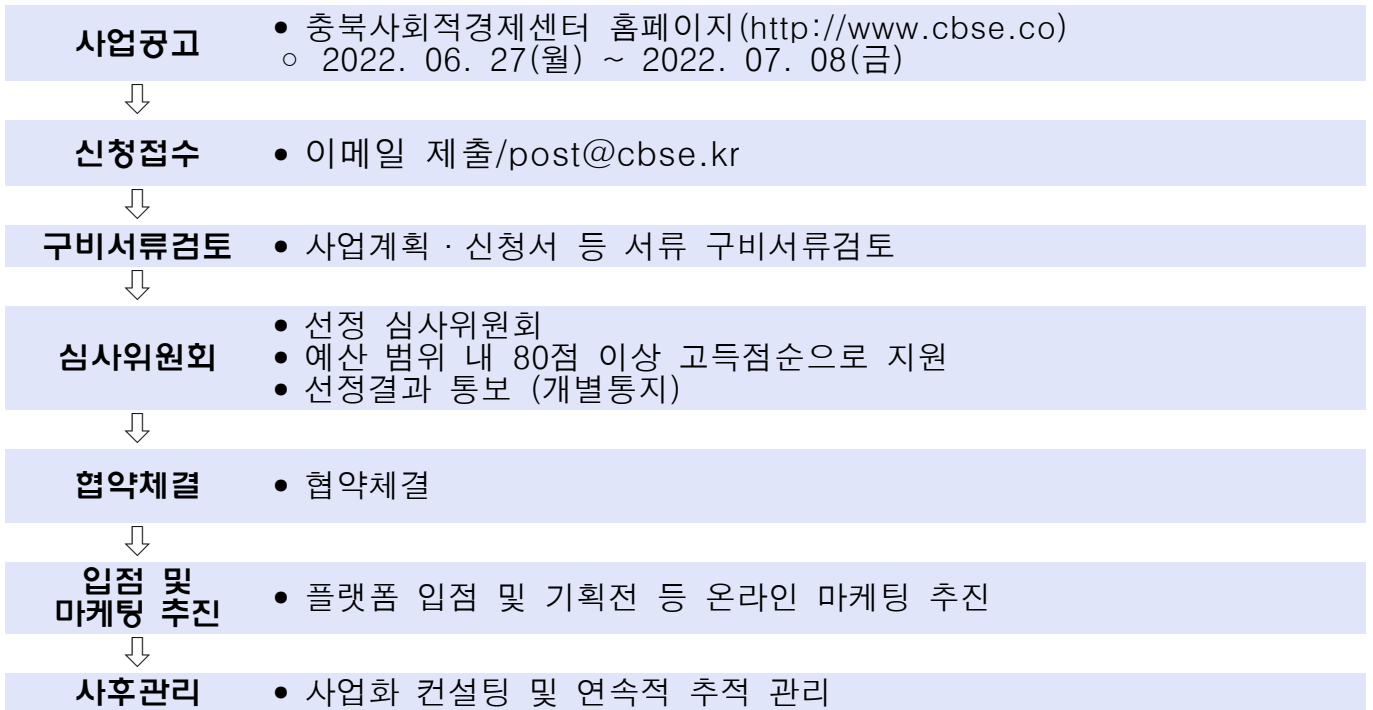 사업공고
• 충북사회적경제센터 홈페이지(http://www.cbse.co)
○ 2022. 06. 27(월) ~ 2022. 07. 08(금)
⇩
신청접수
• 이메일 제출/post@cbse.kr
⇩
구비서류검토
• 사업계획·신청서 등 서류 구비서류검토
⇩
심사위원회
• 선정 심사위원회
• 예산 범위 내 80점 이상 고득점순으로 지원
• 선정결과 통보 (개별통지)
⇩
협약체결
• 협약체결
⇩
입점 및
마케팅 추진
• 플랫폼 입점 및 기획전 등 온라인 마케팅 추진
⇩
사후관리
• 사업화 컨설팅 및 연속적 추적 관리